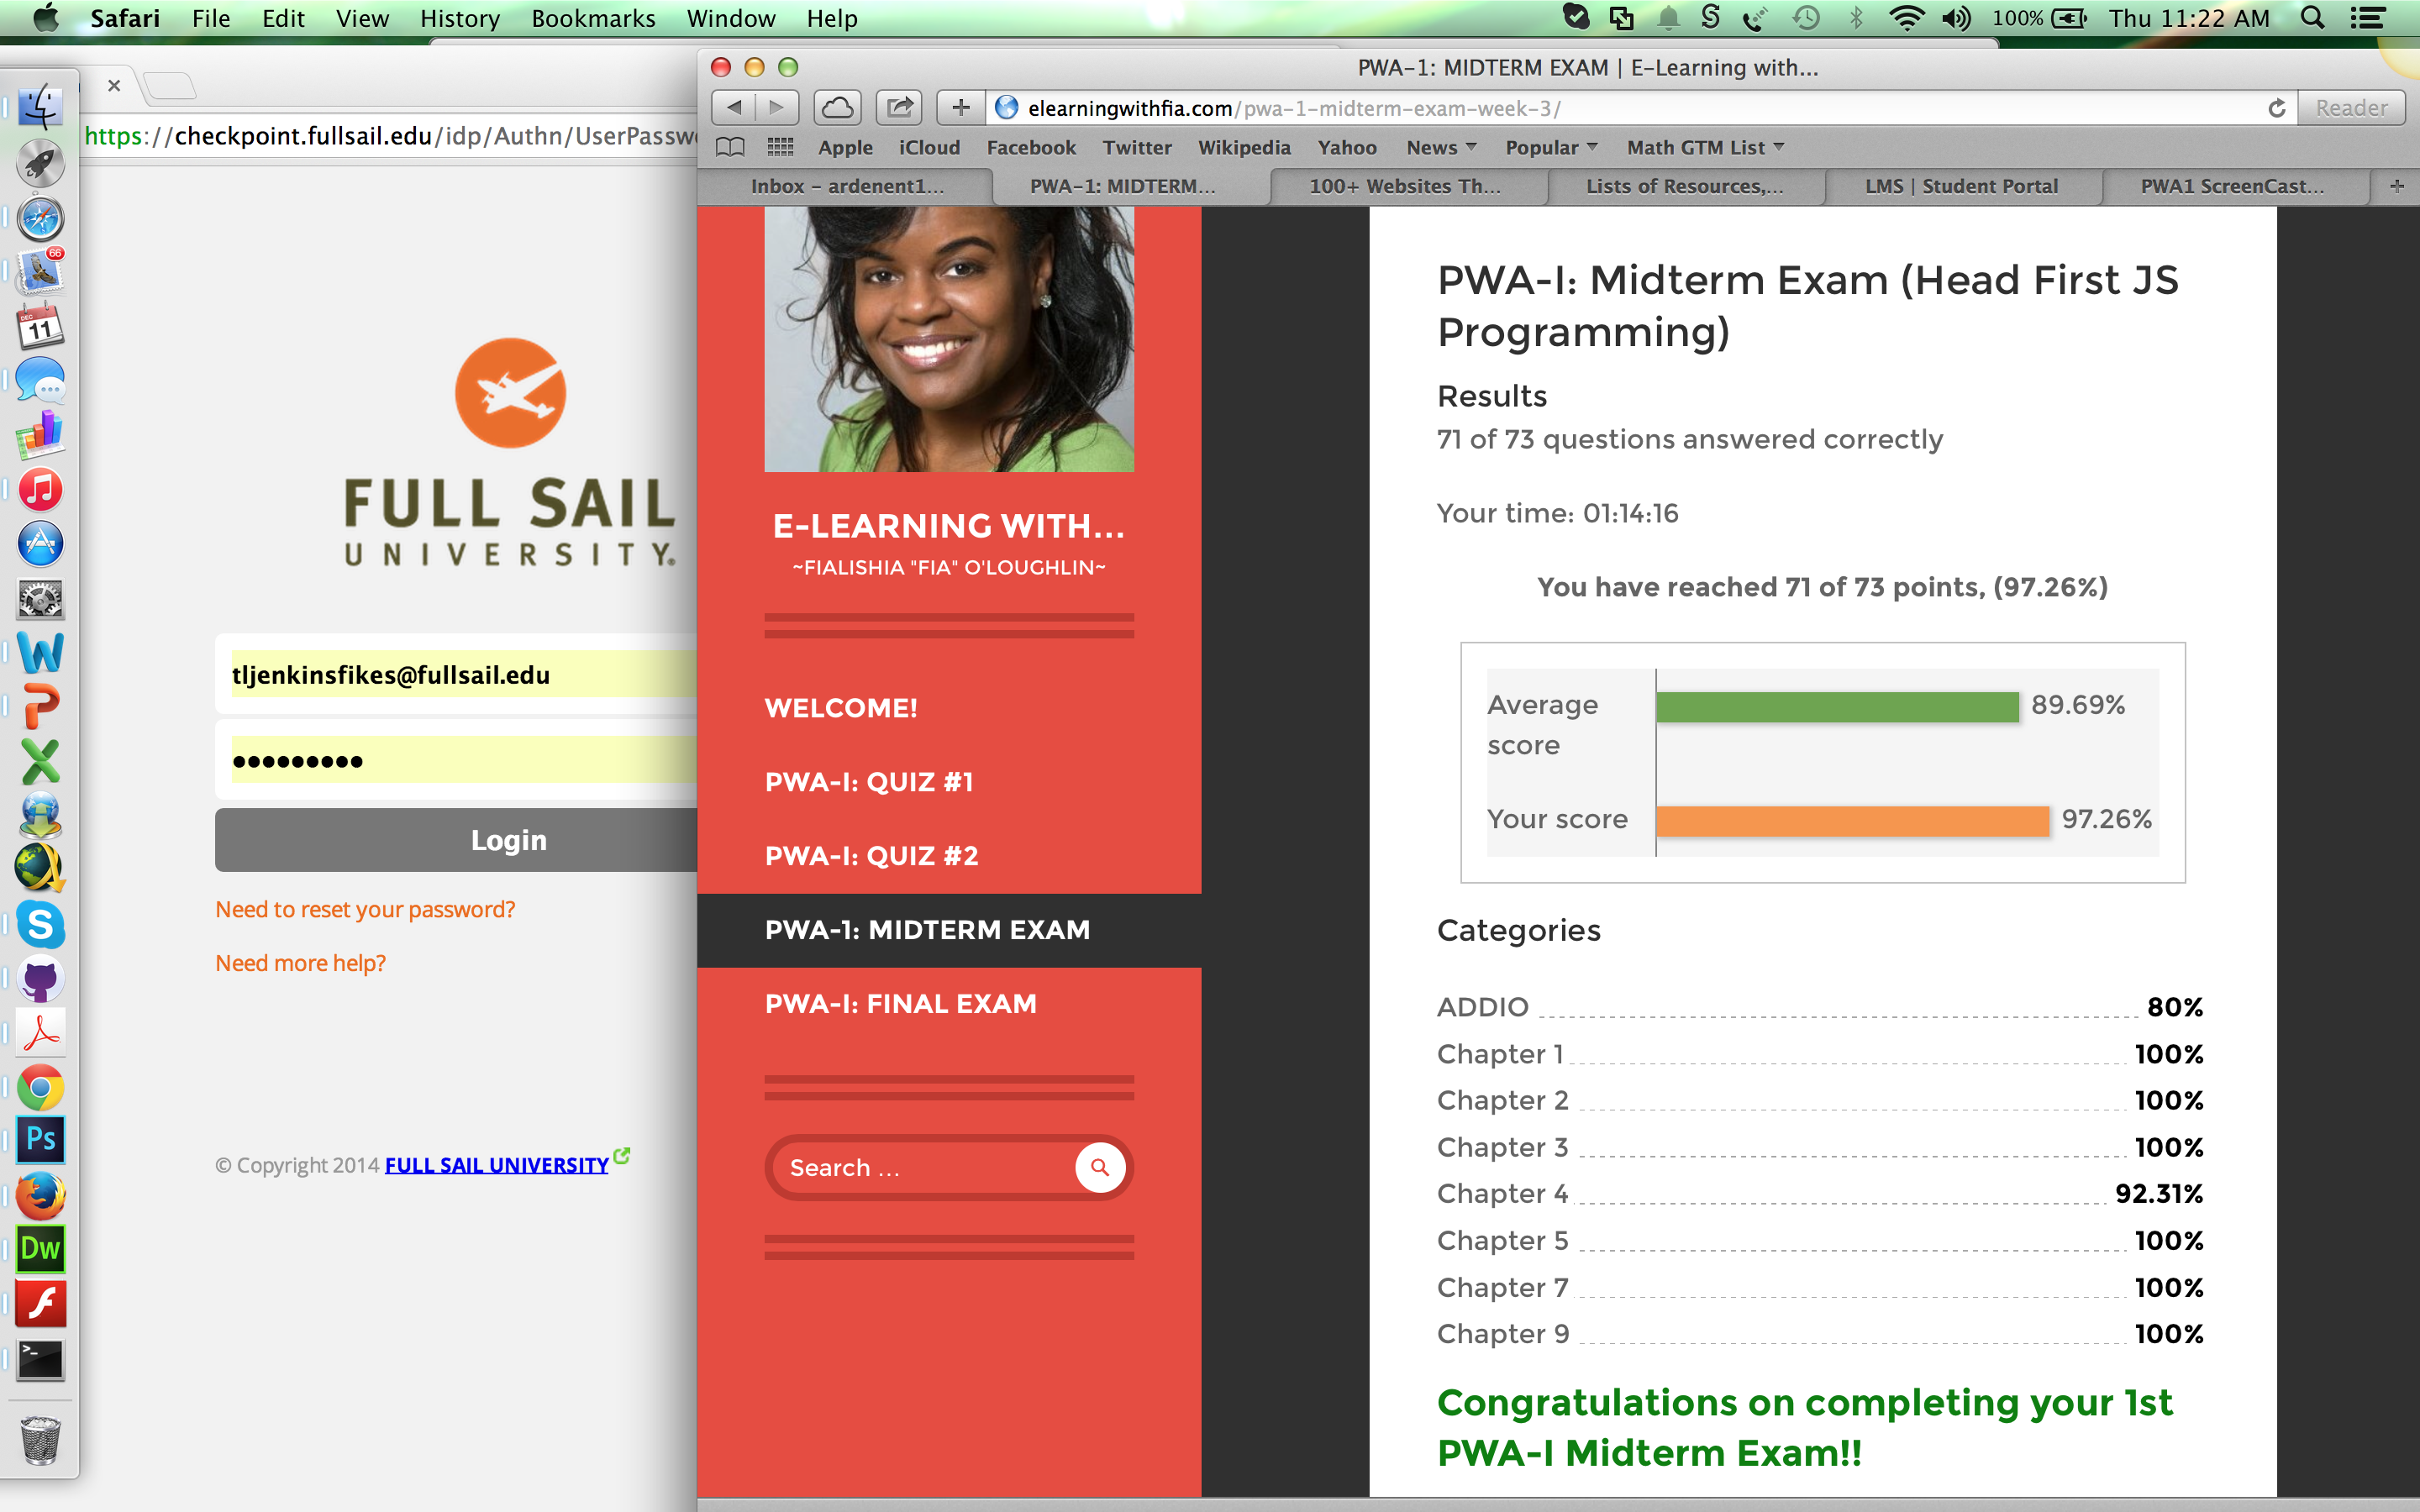 Safari File Edit View History Bookmarks Window Help
100% Thu 11:22 AM
https://checkpoint.fullsail.edu/idp/Authn/UserPassw
66
DEC
11
FULL SAIL
UNIVERSITY.
tljenkinsfikes@fullsail.edu
•••••••••
Login
Need to reset your password?
Need more help?
© Copyright 2014 FULL SAIL UNIVERSITY
Ps
Dw
PWA-1: MIDTERM EXAM | E-Learning with...
elearningwithfia.com/pwa-1-midterm-exam-week-3/
Reader
Apple iCloud Facebook Twitter Wikipedia Yahoo News Popular Math GTM List
Inbox – ardenent1... PWA-1: MIDTERM... 100+ Websites Th... Lists of Resources,... LMS | Student Portal PWA1 ScreenCast...
E-LEARNING WITH...
~FIALISHIA "FIA" O'LOUGHLIN~
WELCOME!
PWA-I: QUIZ #1
PWA-I: QUIZ #2
PWA-1: MIDTERM EXAM
PWA-I: FINAL EXAM
Search ...
PWA-I: Midterm Exam (Head First JS
Programming)
Results
71 of 73 questions answered correctly
Your time: 01:14:16
You have reached 71 of 73 points, (97.26%)
Average
score
89.69%
Your score 97.26%
Categories
ADDIO 80%
Chapter 1 100%
Chapter 2 100%
Chapter 3 100%
Chapter 4 92.31%
Chapter 5 100%
Chapter 7 100%
Chapter 9 100%
Congratulations on completing your 1st
PWA-I Midterm Exam!!